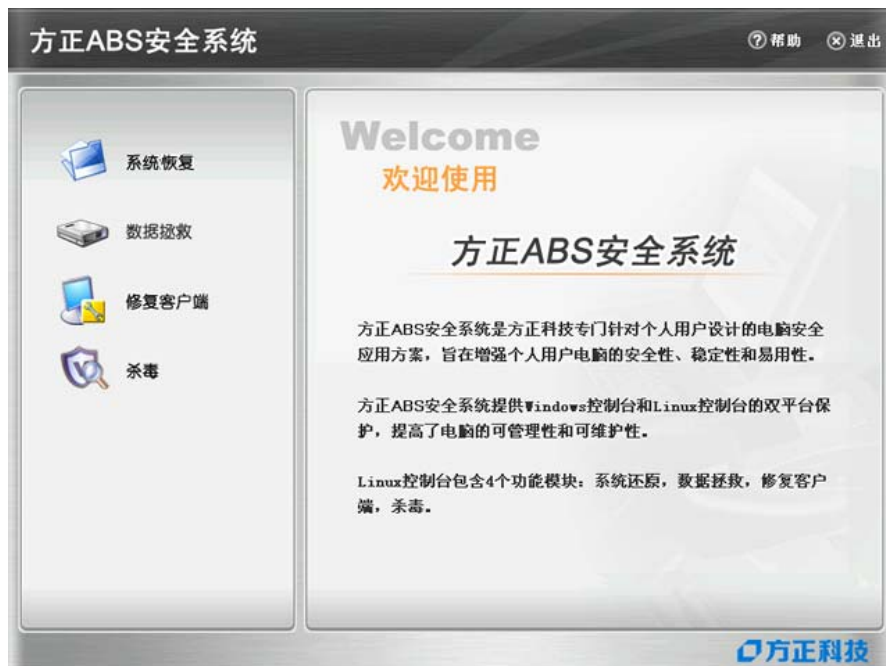 方正ABS安全系统
帮助
退出
系统恢复
数据拯救
修复客户端
杀毒
Welcome
欢迎使用
方正ABS安全系统
方正ABS安全系统是方正科技专门针对个人用户设计的电脑安全
应用方案，旨在增强个人用户电脑的安全性、稳定性和易用性。
方正ABS安全系统提供Windows控制台和Linux控制台的双平台保
护，提高了电脑的可管理性和可维护性。
Linux控制台包含4个功能模块：系统还原，数据拯救，修复客户
端，杀毒。
方正科技